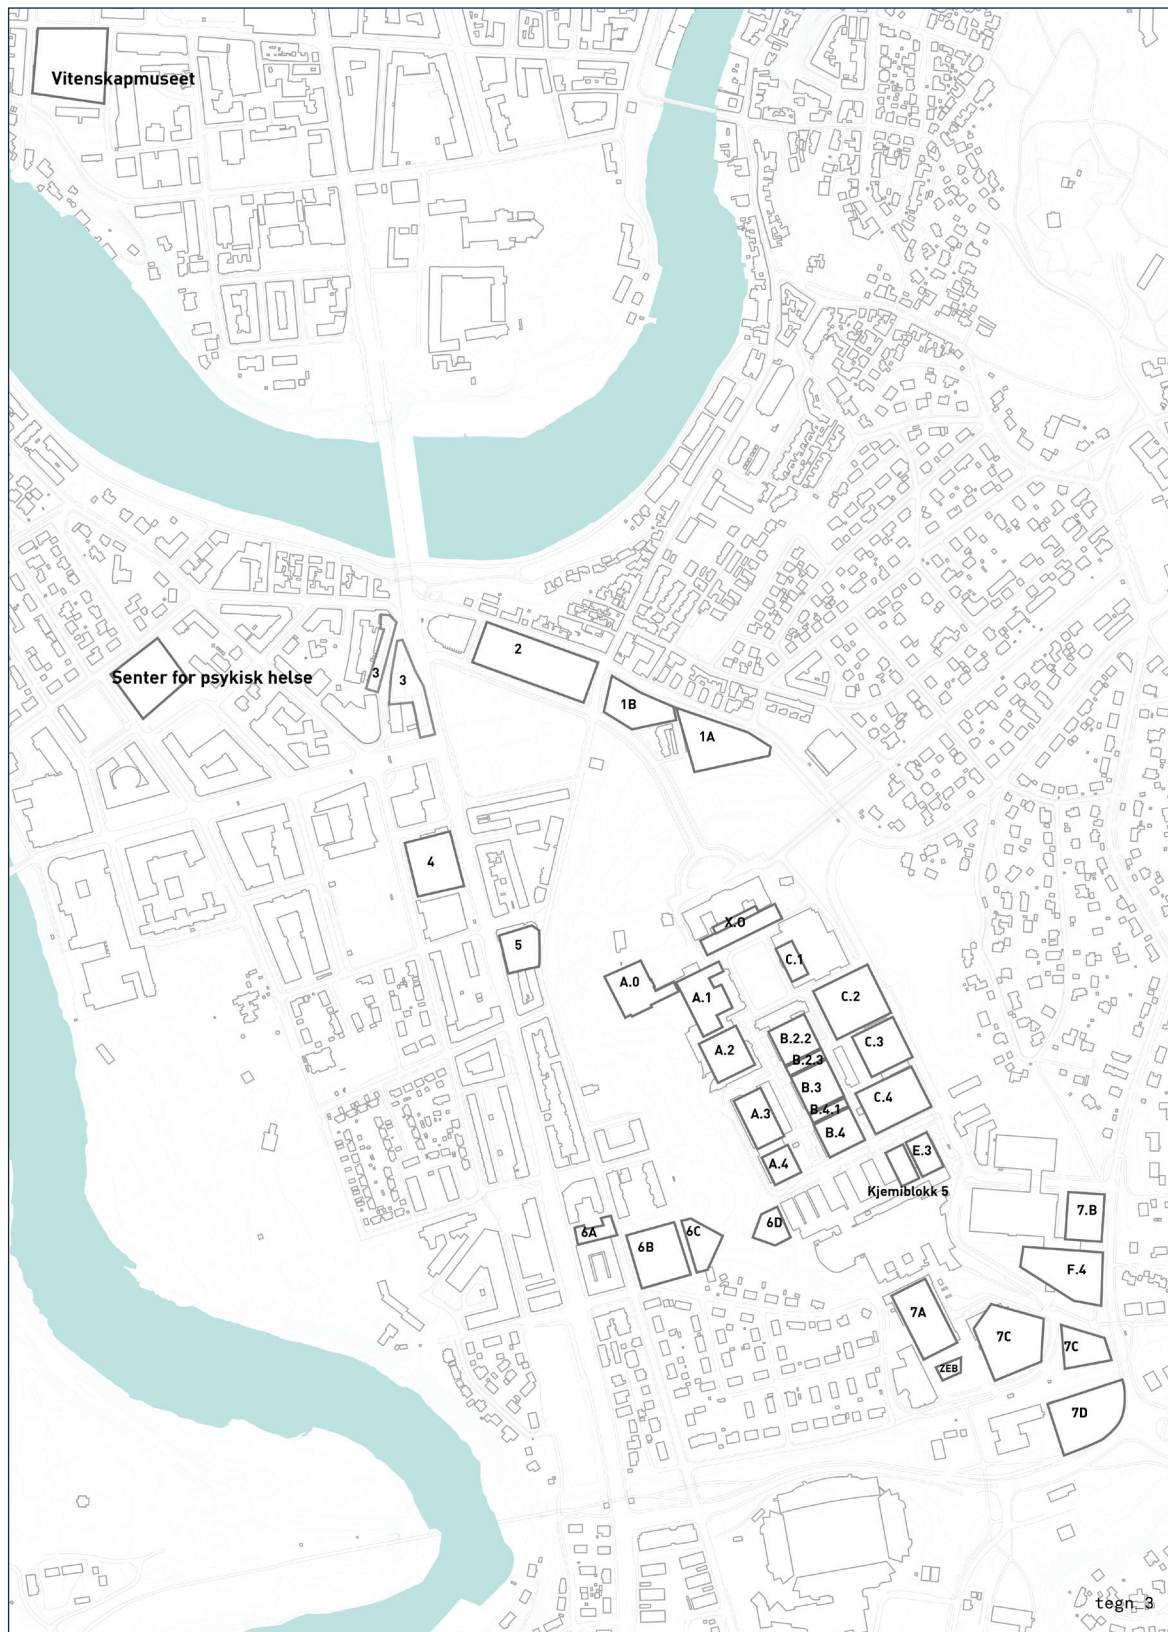 Vitenskapmuseet
2
Senter for psykisk helse
3
3
1B
1A
4
X.0
5
C.1
A.0
A.1
C.2
B.2.2
C.3
A.2
B.2.3
B.3
C.4
B.4.1
A.3
B.4
E.3
A.4
Kjemiblokk 5
7.B
6D
6A
6C
6B
F.4
7A
7C
7C
ZEB
7D
tegn_3